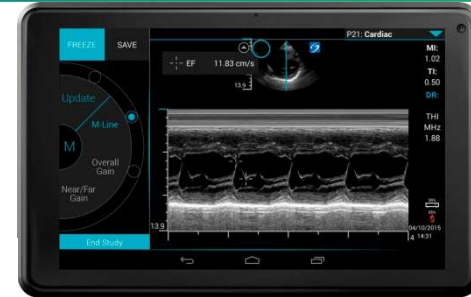 P21: Cardiac
FREEZE
SAVE
MI:
1.02
EF 11.83 cm/s
TI:
0.50
13.9
DR:
Update
M-Line
THI
MHz
1.88
M
Overall
Gain
Near/Far
Gain
13.9
04/10/2015
End Study
4 14:31